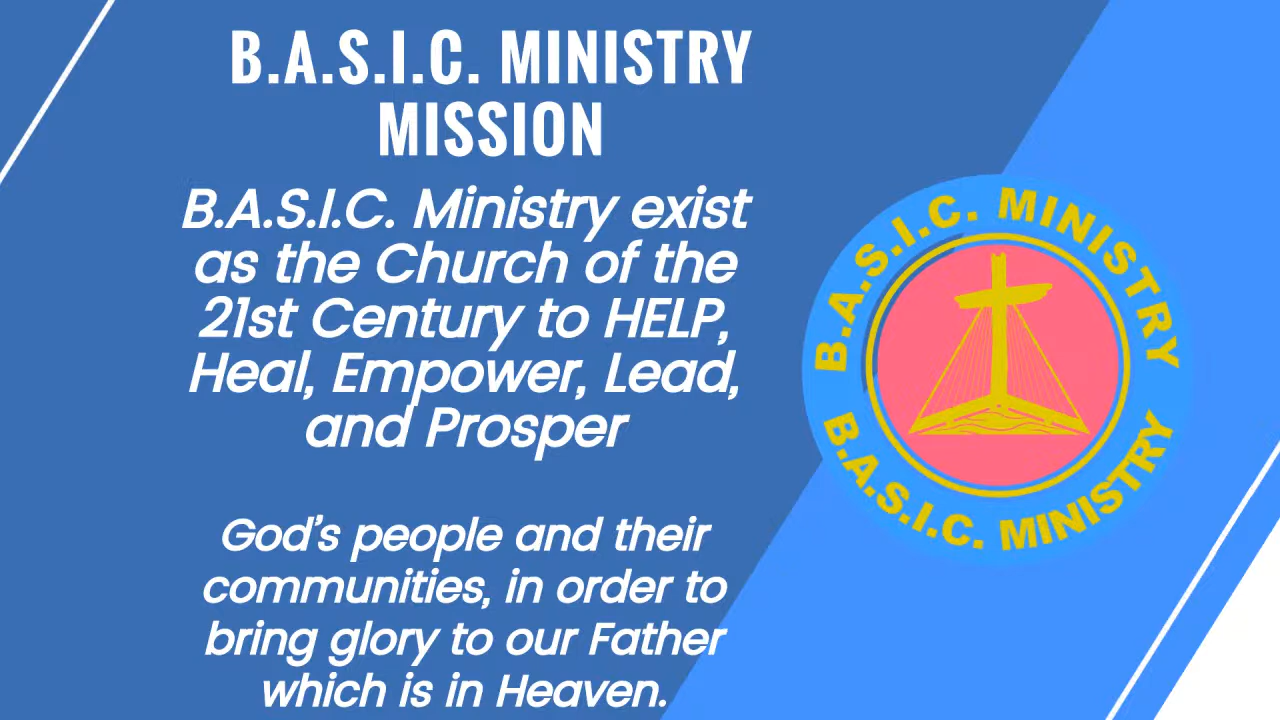 B.A.S.I.C. MINISTRY
MISSION
B.A.S.I.C. Ministry exist
as the Church of the
21st Century to HELP,
Heal, Empower, Lead,
and Prosper
God's people and their
communities, in order to
bring glory to our Father
which is in Heaven.
B.A.S.I.C. MINISTRY
B.A.S.I.C. MINISTRY